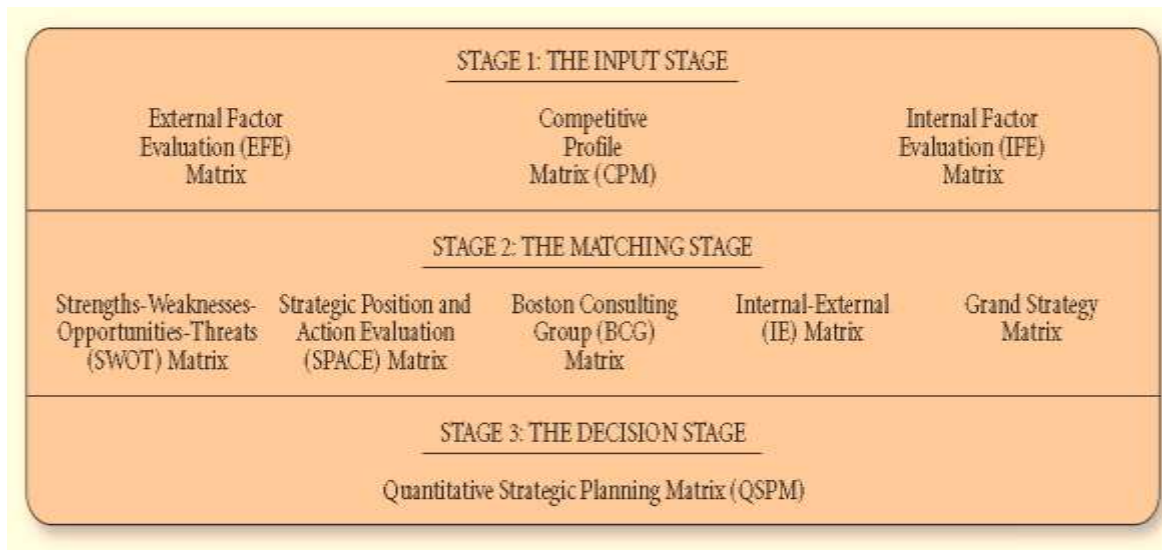 STAGE 1: THE INPUT STAGE
External Factor
Evaluation (EFE)
Matrix
Competitive
Profile
Matrix (CPM)
Internal Factor
Evaluation (IFE)
Matrix
STAGE 2: THE MATCHING STAGE
Strengths-Weaknesses-
Opportunities-Threats
(SWOT) Matrix
Strategic Position and
Action Evaluation
(SPACE) Matrix
Boston Consulting
Group (BCG)
Matrix
Internal-External
(IE) Matrix
Grand Strategy
Matrix
STAGE 3: THE DECISION STAGE
Quantitative Strategic Planning Matrix (QSPM)